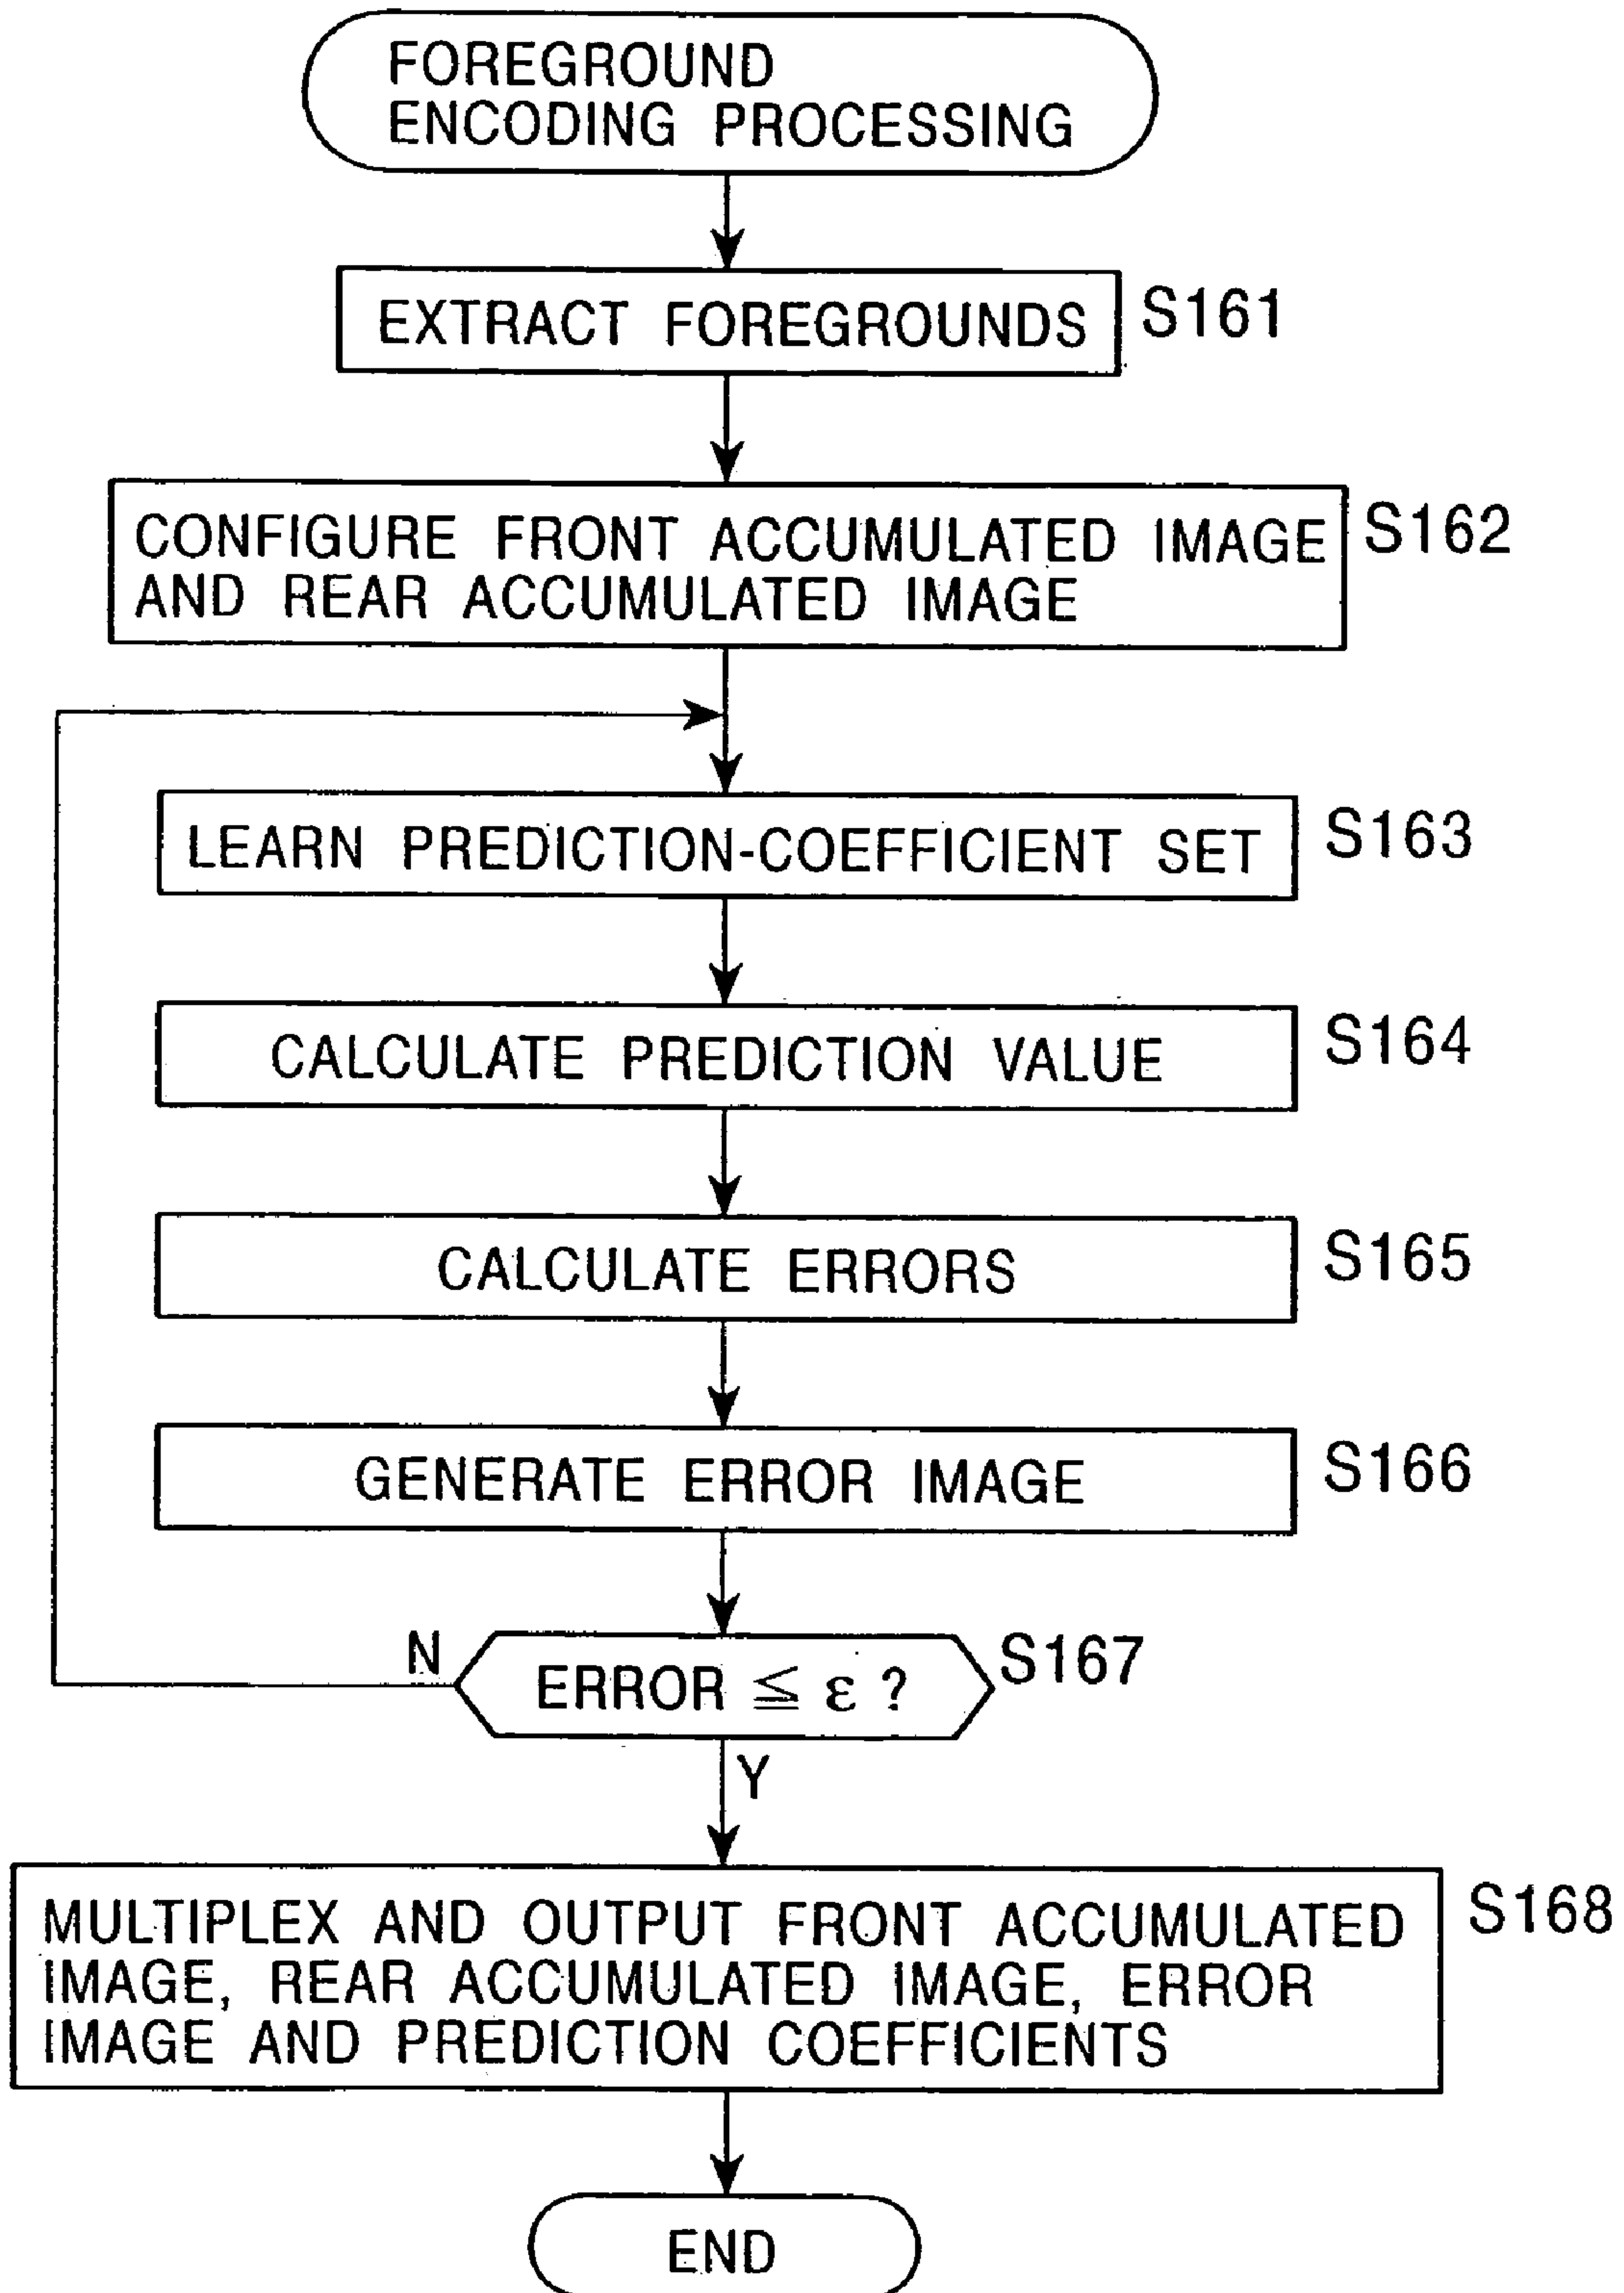 FOREGROUND
ENCODING PROCESSING
EXTRACT FOREGROUNDS
S161
CONFIGURE FRONT ACCUMULATED IMAGE
AND REAR ACCUMULATED IMAGE
S162
LEARN PREDICTION-COEFFICIENT SET
S163
CALCULATE PREDICTION VALUE
S164
CALCULATE ERRORS
S165
GENERATE ERROR IMAGE
S166
N
ERROR ≦ ε ?
S167
Y
MULTIPLEX AND OUTPUT FRONT ACCUMULATED
IMAGE, REAR ACCUMULATED IMAGE, ERROR
IMAGE AND PREDICTION COEFFICIENTS
S168
END